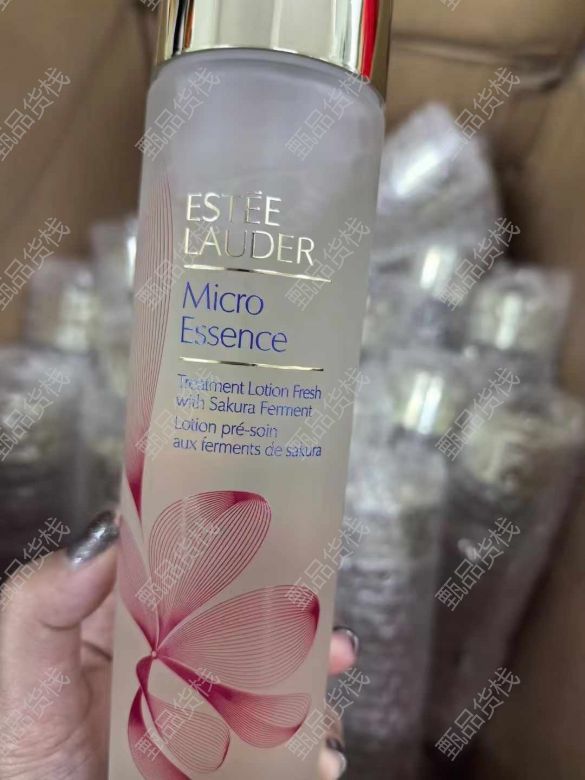 ESTÉE
LAUDER
Micro
Essence
Treatment Lotion Fresh
with Sakura Ferment
Lotion pré-soin
aux ferments de sakura
甄品货栈